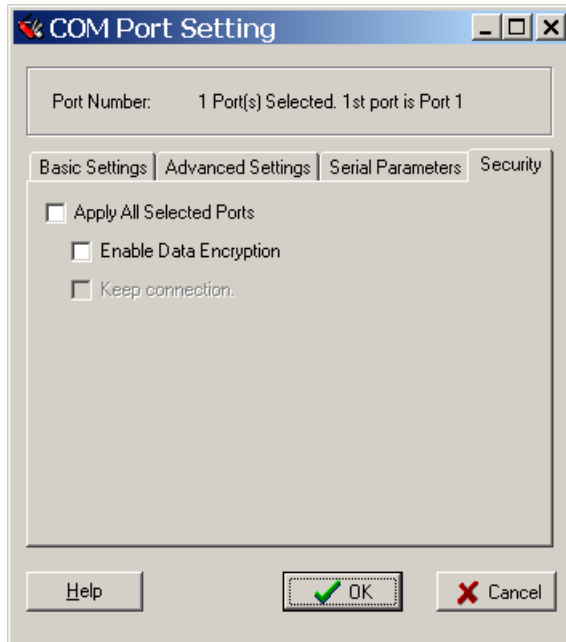 COM Port Setting
Port Number: 1 Port(s) Selected. 1st port is Port 1
Basic Settings Advanced Settings Serial Parameters Security
Apply All Selected Ports
Enable Data Encryption
Keep connection.
Help OK Cancel